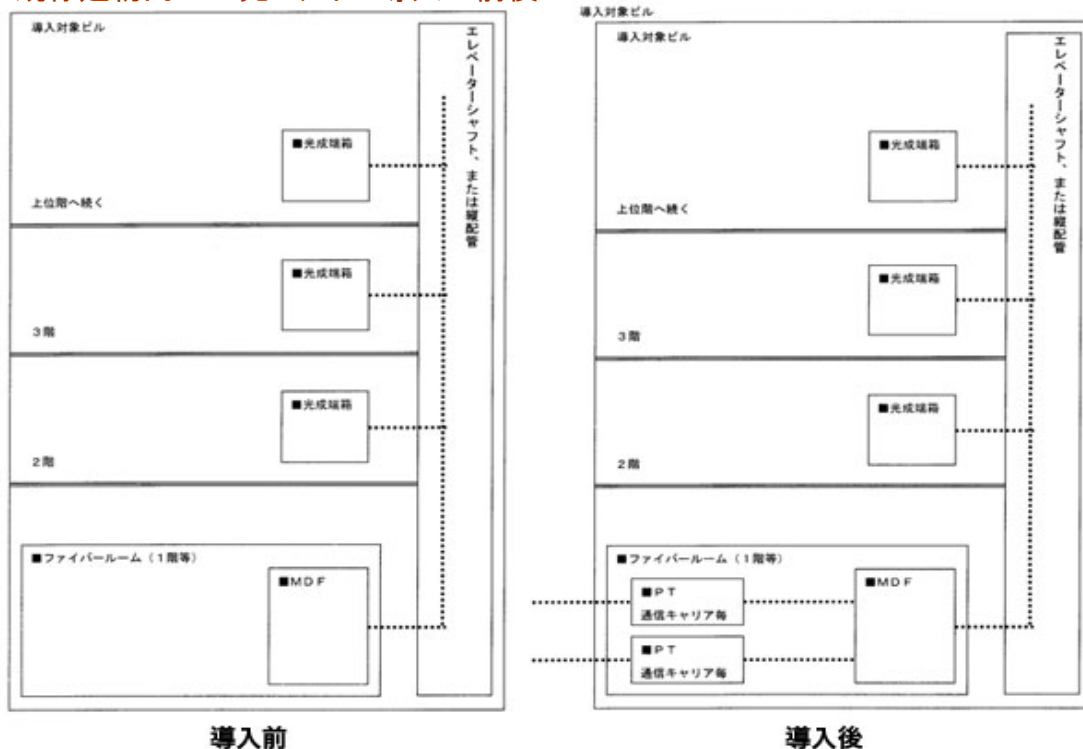 導入対象ビル
エレベーターシャフト、または縦配管
■光成端箱
上位階へ続く
■光成端箱
3階
■光成端箱
2階
■ファイバールーム（1階等）
■MDF
導入前
導入対象ビル
導入対象ビル
エレベーターシャフト、または縦配管
■光成端箱
上位階へ続く
■光成端箱
3階
■光成端箱
2階
■ファイバールーム（1階等）
■PT
通信キャリア毎
■PT
通信キャリア毎
■MDF
導入後